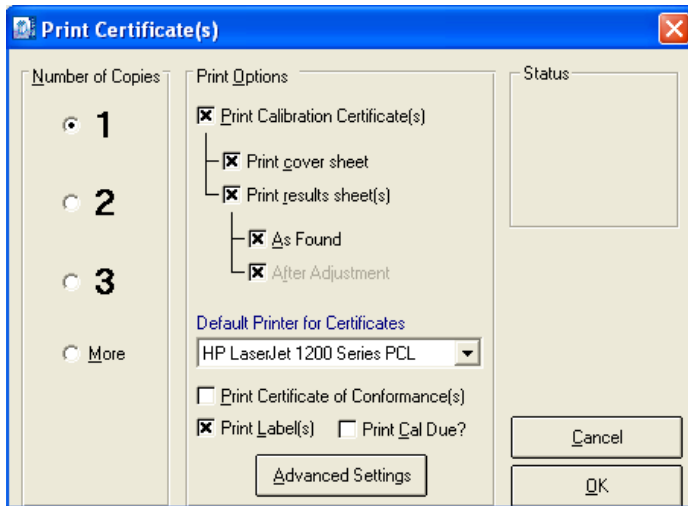 Print Certificate(s)
Number of Copies
1
2
3
More
Print Options
Print Calibration Certificate(s)
Print cover sheet
Print results sheet(s)
As Found
After Adjustment
Default Printer for Certificates
HP LaserJet 1200 Series PCL
Print Certificate of Conformance(s)
Print Label(s) Print Cal Due?
Advanced Settings
Status
Cancel
OK